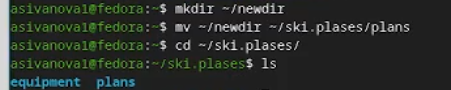 asivanova1@fedora:~$ mkdir ~/newdir
asivanova1@fedora:~$ mv ~/newdir ~/ski.plases/plans
asivanova1@fedora:~$ cd ~/ski.plases/
asivanova1@fedora:~/ski.plases$ ls
equipment  plans